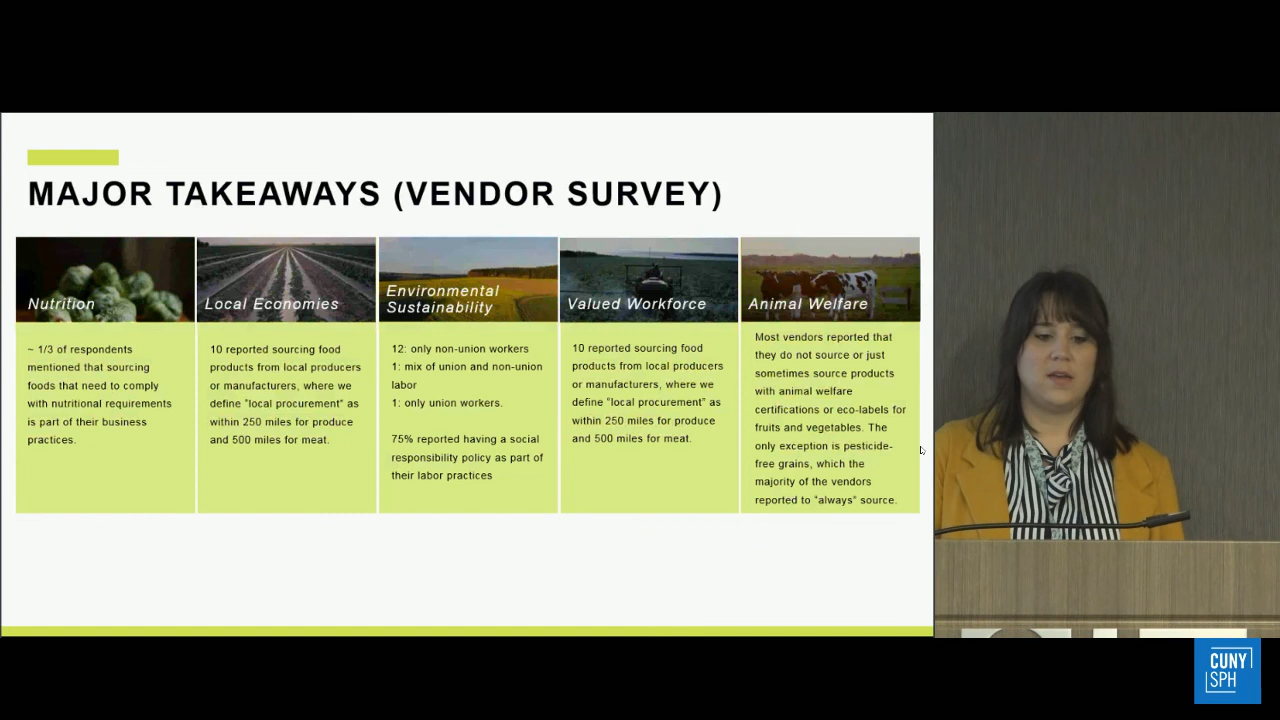 MAJOR TAKEAWAYS (VENDOR SURVEY)
Nutrition
~ 1/3 of respondents
mentioned that sourcing
foods that need to comply
with nutritional requirements
is part of their business
practices.
Local Economies
10 reported sourcing food
products from local producers
or manufacturers, where we
define "local procurement" as
within 250 miles for produce
and 500 miles for meat.
Environmental
Sustainability
12: only non-union workers
1: mix of union and non-union
labor
1: only union workers.
75% reported having a social
responsibility policy as part of
their labor practices
Valued Workforce
10 reported sourcing food
products from local producers
or manufacturers, where we
define "local procurement" as
within 250 miles for produce
and 500 miles for meat.
Animal Welfare
Most vendors reported that
they do not source or just
sometimes source products
with animal welfare
certifications or eco-labels for
fruits and vegetables. The
only exception is pesticide-
free grains, which the
majority of the vendors
reported to "always" source.
CUNY
SPH